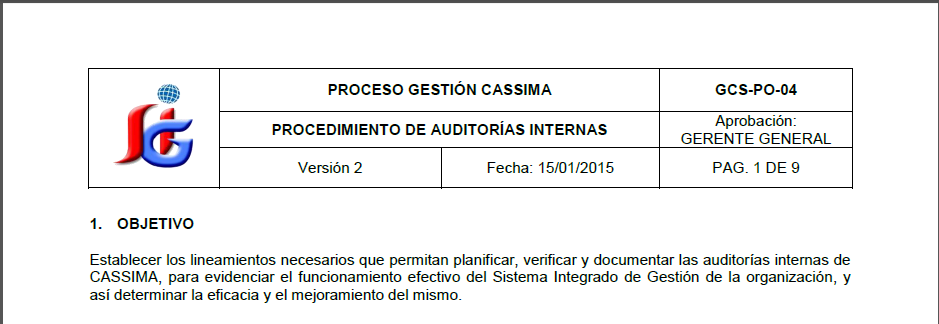 PROCESO GESTIÓN CASSIMA
GCS-PO-04
PROCEDIMIENTO DE AUDITORÍAS INTERNAS
Aprobación:
GERENTE GENERAL
Versión 2
Fecha: 15/01/2015
PAG. 1 DE 9
SIG
1. OBJETIVO
Establecer los lineamientos necesarios que permitan planificar, verificar y documentar las auditorías internas de
CASSIMA, para evidenciar el funcionamiento efectivo del Sistema Integrado de Gestión de la organización, y
así determinar la eficacia y el mejoramiento del mismo.